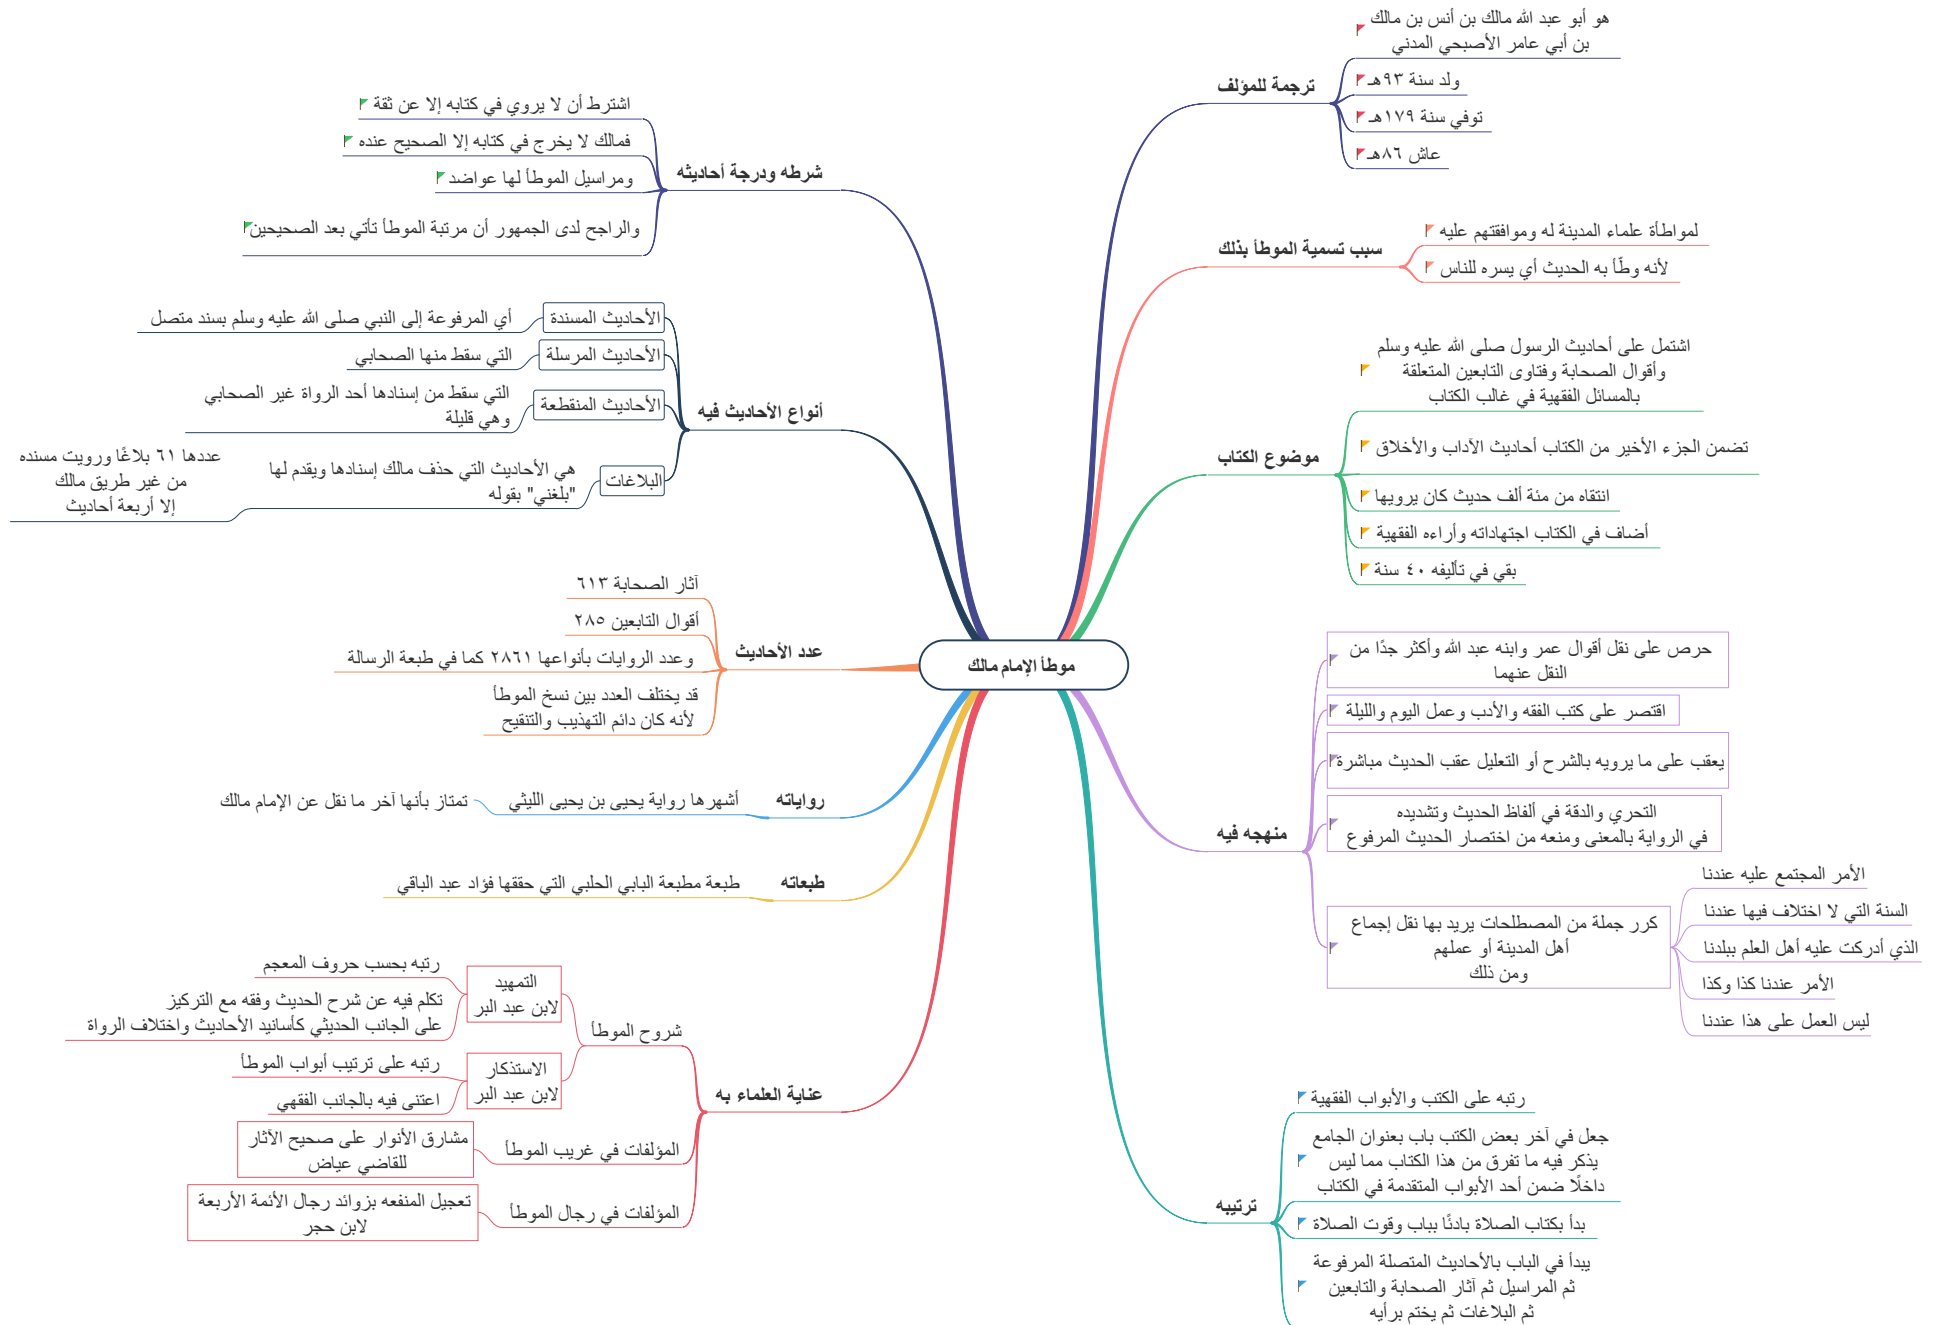 موطأ الإمام مالك
ترجمة للمؤلف
هو أبو عبد الله مالك بن أنس بن مالك
بن أبي عامر الأصبحي المدني
ولد سنة ٩٣هـ
توفي سنة ١٧٩هـ
عاش ٨٦هـ
سبب تسمية الموطأ بذلك
لمواطأة علماء المدينة له وموافقتهم عليه
لأنه وطّأ به الحديث أي يسره للناس
موضوع الكتاب
اشتمل على أحاديث الرسول صلى الله عليه وسلم
وأقوال الصحابة وفتاوى التابعين المتعلقة
بالمسائل الفقهية في غالب الكتاب
تضمن الجزء الأخير من الكتاب أحاديث الآداب والأخلاق
انتقاه من مئة ألف حديث كان يرويها
أضاف في الكتاب اجتهاداته وأراءه الفقهية
بقي في تأليفه ٤٠ سنة
منهجه فيه
حرص على نقل أقوال عمر وابنه عبد الله وأكثر جدًا من
النقل عنهما
اقتصر على كتب الفقه والأدب وعمل اليوم والليلة
يعقب على ما يرويه بالشرح أو التعليل عقب الحديث مباشرة
التحري والدقة في ألفاظ الحديث وتشديده
في الرواية بالمعنى ومنعه من اختصار الحديث المرفوع
كرر جملة من المصطلحات يريد بها نقل إجماع
أهل المدينة أو عملهم
ومن ذلك
الأمر المجتمع عليه عندنا
السنة التي لا اختلاف فيها عندنا
الذي أدركت عليه أهل العلم ببلدنا
الأمر عندنا كذا وكذا
ليس العمل على هذا عندنا
ترتيبه
رتبه على الكتب والأبواب الفقهية
جعل في آخر بعض الكتب باب بعنوان الجامع
يذكر فيه ما تفرق من هذا الكتاب مما ليس
داخلًا ضمن أحد الأبواب المتقدمة في الكتاب
بدأ بكتاب الصلاة بادئًا بباب وقوت الصلاة
يبدأ في الباب بالأحاديث المتصلة المرفوعة
ثم المراسيل ثم آثار الصحابة والتابعين
ثم البلاغات ثم يختم برأيه
شرطه ودرجة أحاديثه
اشترط أن لا يروي في كتابه إلا عن ثقة
فمالك لا يخرج في كتابه إلا الصحيح عنده
ومراسيل الموطأ لها عواضد
والراجح لدى الجمهور أن مرتبة الموطأ تأتي بعد الصحيحين
أنواع الأحاديث فيه
الأحاديث المسندة
أي المرفوعة إلى النبي صلى الله عليه وسلم بسند متصل
الأحاديث المرسلة
التي سقط منها الصحابي
الأحاديث المنقطعة
التي سقط من إسنادها أحد الرواة غير الصحابي
وهي قليلة
البلاغات
هي الأحاديث التي حذف مالك إسنادها ويقدم لها
"بلغني" بقوله
عددها ٦١ بلاغًا ورويت مسنده
من غير طريق مالك
إلا أربعة أحاديث
عدد الأحاديث
آثار الصحابة ٦١٣
أقوال التابعين ٢٨٥
وعدد الروايات بأنواعها ٢٨٦١ كما في طبعة الرسالة
قد يختلف العدد بين نسخ الموطأ
لأنه كان دائم التهذيب والتنقيح
رواياته
أشهرها رواية يحيى بن يحيى الليثي
تمتاز بأنها آخر ما نقل عن الإمام مالك
طبعاته
طبعة مطبعة البابي الحلبي التي حققها فؤاد عبد الباقي
عناية العلماء به
شروح الموطأ
التمهيد
لابن عبد البر
رتبه بحسب حروف المعجم
تكلم فيه عن شرح الحديث وفقه مع التركيز
على الجانب الحديثي كأسانيد الأحاديث واختلاف الرواة
الاستذكار
لابن عبد البر
رتبه على ترتيب أبواب الموطأ
اعتنى فيه بالجانب الفقهي
المؤلفات في غريب الموطأ
مشارق الأنوار على صحيح الآثار
للقاضي عياض
المؤلفات في رجال الموطأ
تعجيل المنفعه بزوائد رجال الأئمة الأربعة
لابن حجر